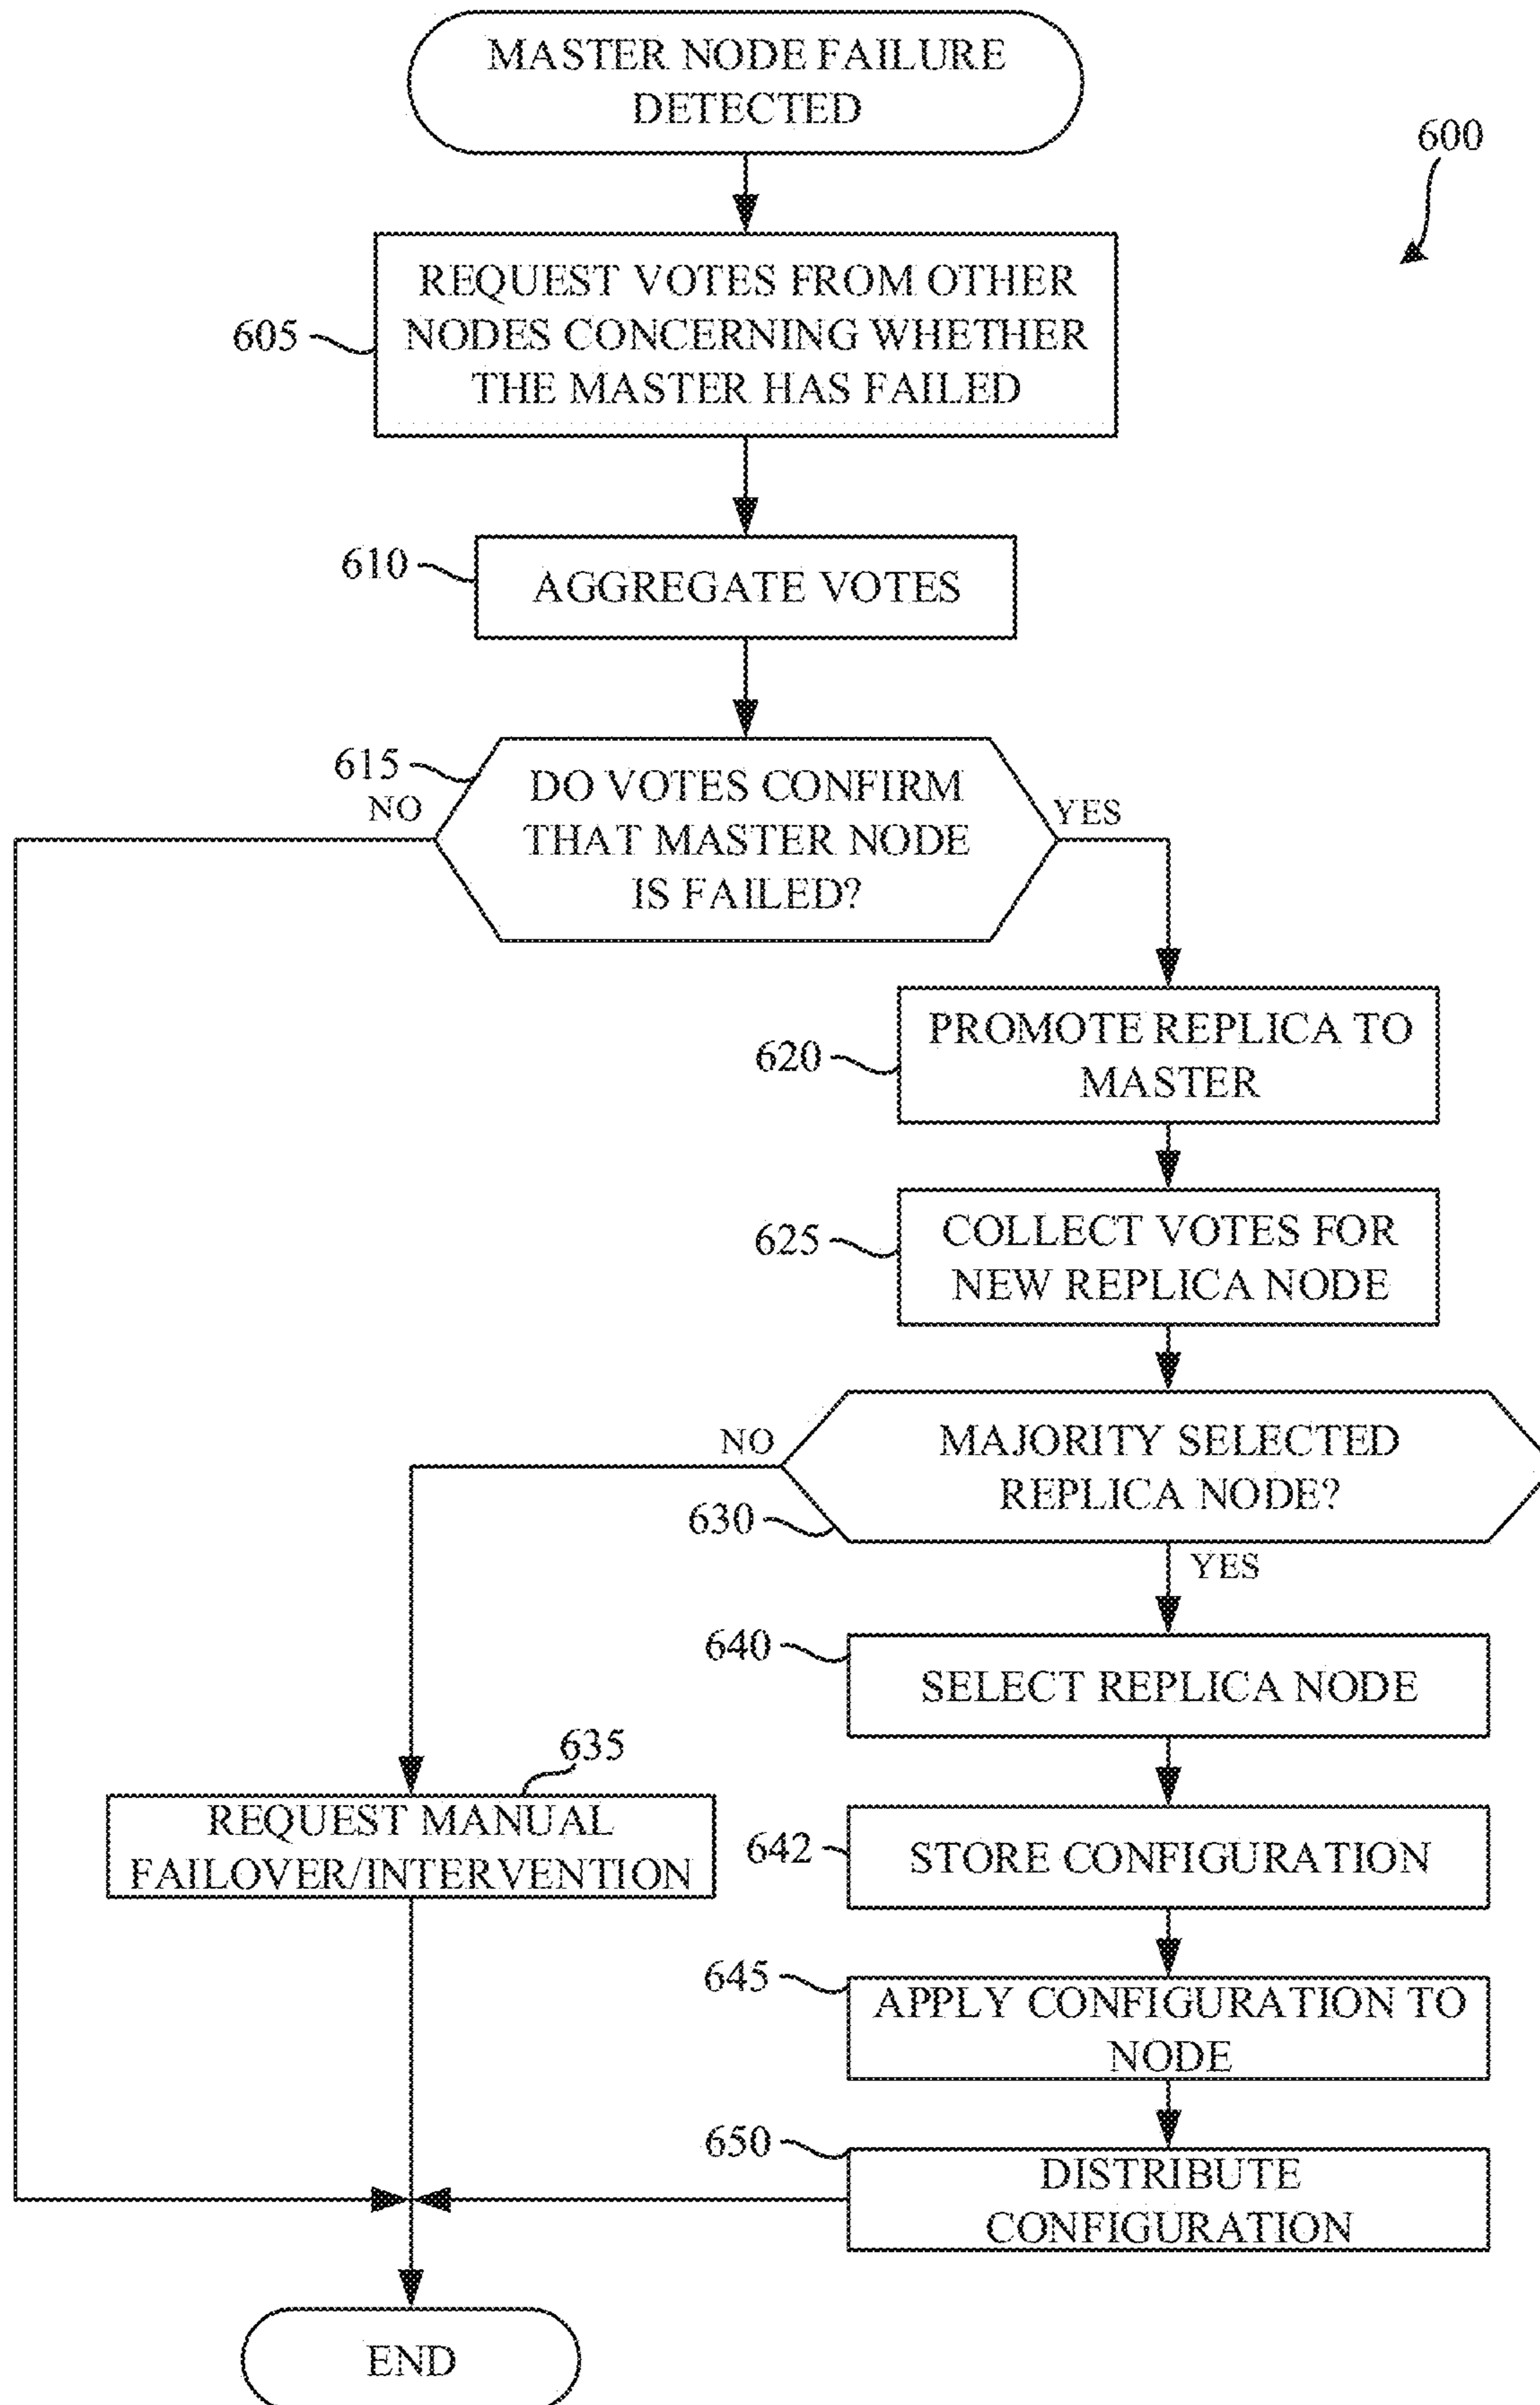 MASTER NODE FAILURE
DETECTED
600
REQUEST VOTES FROM OTHER
NODES CONCERNING WHETHER
THE MASTER HAS FAILED
605
610
AGGREGATE VOTES
615
NO
DO VOTES CONFIRM
THAT MASTER NODE
IS FAILED?
YES
PROMOTE REPLICA TO
MASTER
620
625
COLLECT VOTES FOR
NEW REPLICA NODE
NO
MAJORITY SELECTED
REPLICA NODE?
630
YES
640
SELECT REPLICA NODE
635
REQUEST MANUAL
FAILOVER/INTERVENTION
642
STORE CONFIGURATION
645
APPLY CONFIGURATION TO
NODE
650
DISTRIBUTE
CONFIGURATION
END